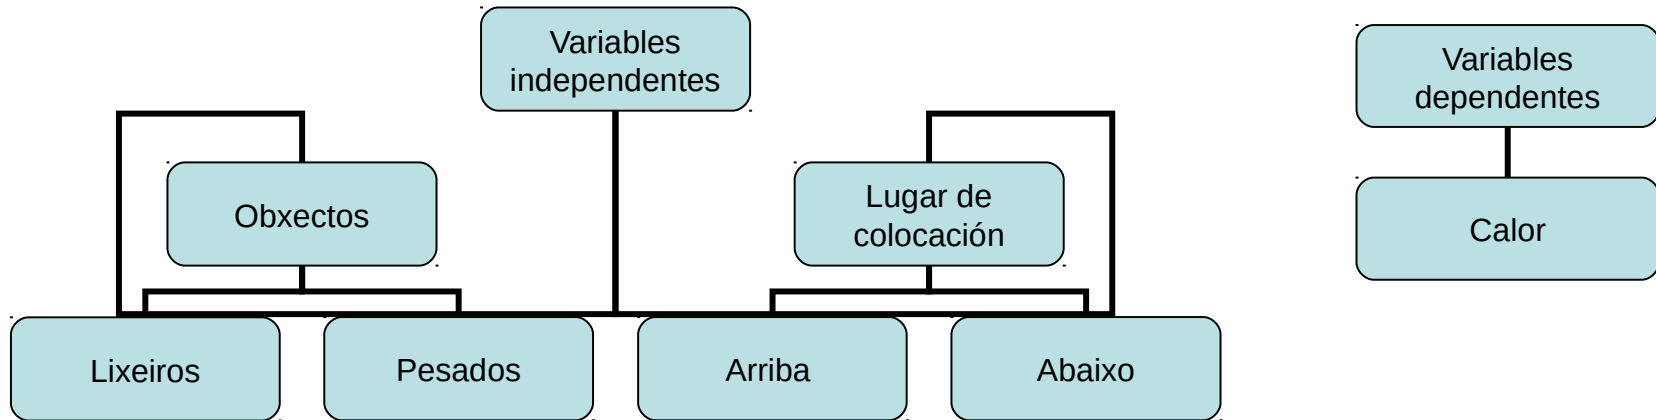 Variables
independentes
Variables
dependentes
Obxectos
Lugar de
colocación
Calor
Lixeiros
Pesados
Arriba
Abaixo